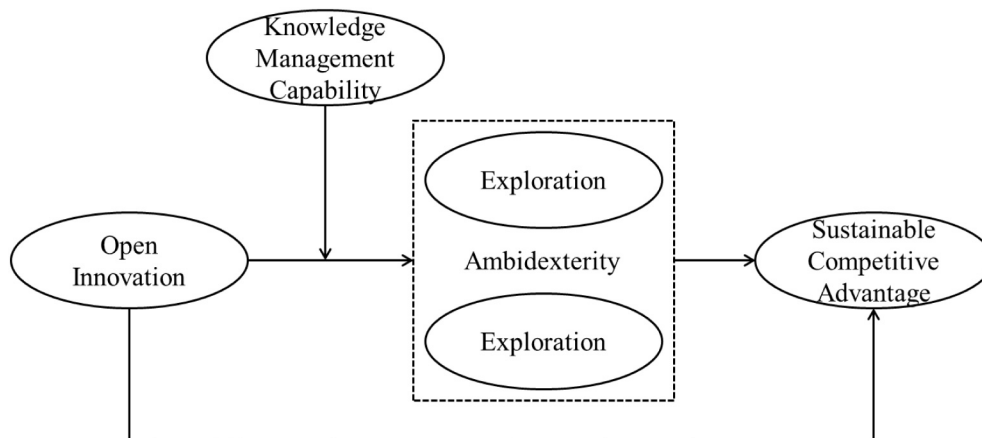 Knowledge
Management
Capability
Exploration
Open
Innovation
Ambidexterity
Sustainable
Competitive
Advantage
Exploration